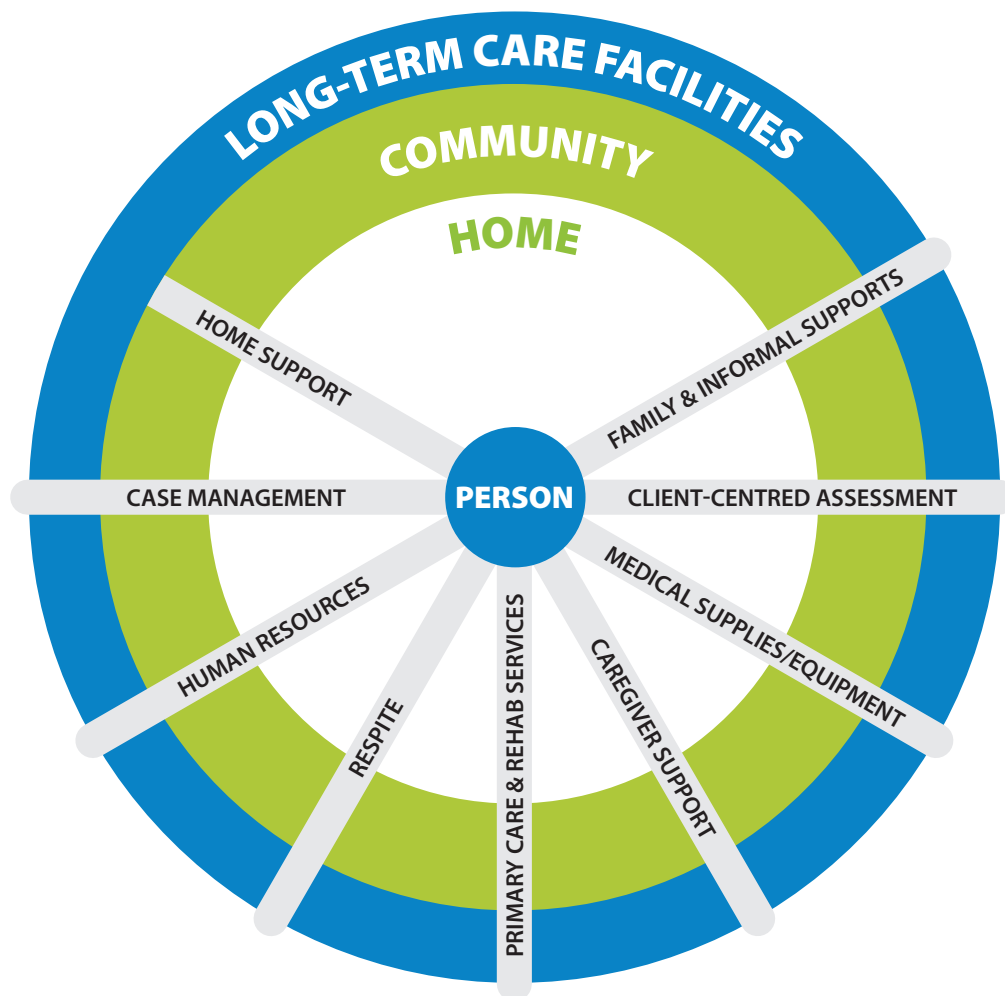 LONG-TERM CARE FACILITIES
COMMUNITY
HOME
HOME SUPPORT
FAMILY & INFORMAL SUPPORTS
CASE MANAGEMENT
PERSON
CLIENT-CENTRED ASSESSMENT
HUMAN RESOURCES
MEDICAL SUPPLIES/EQUIPMENT
RESPITE
PRIMARY CARE & REHAB SERVICES
CAREGIVER SUPPORT